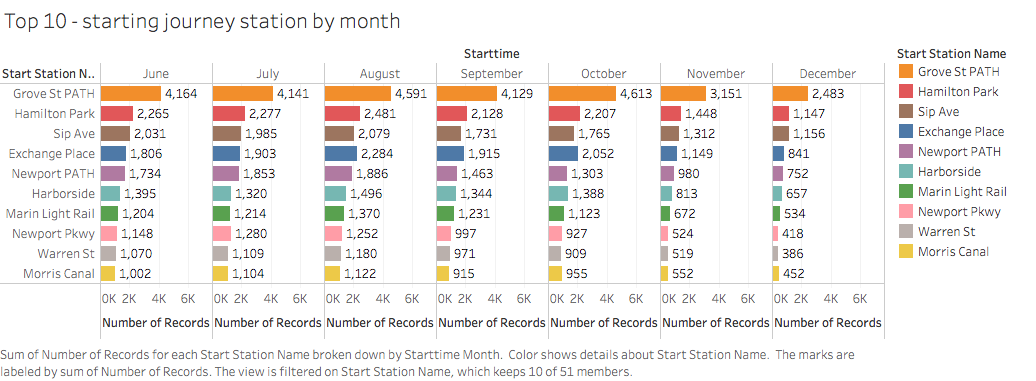 Top 10 - starting journey station by month
Starttime
Start Station N.. June July August September October November December
Grove St PATH 4,164 4,141 4,591 4,129 4,613 3,151 2,483
Hamilton Park 2,265 2,277 2,481 2,128 2,207 1,448 1,147
Sip Ave 2,031 1,985 2,079 1,731 1,765 1,312 1,156
Exchange Place 1,806 1,903 2,284 1,915 2,052 1,149 841
Newport PATH 1,734 1,853 1,886 1,463 1,303 980 752
Harborside 1,395 1,320 1,496 1,344 1,388 813 657
Marin Light Rail 1,204 1,214 1,370 1,231 1,123 672 534
Newport Pkwy 1,148 1,280 1,252 997 927 524 418
Warren St 1,070 1,109 1,180 971 909 519 386
Morris Canal 1,002 1,104 1,122 915 955 552 452
0K 2K 4K 6K 0K 2K 4K 6K 0K 2K 4K 6K 0K 2K 4K 6K 0K 2K 4K 6K 0K 2K 4K 6K 0K 2K 4K 6K
Number of Records Number of Records Number of Records Number of Records Number of Records Number of Records Number of Records
Start Station Name
Grove St PATH
Hamilton Park
Sip Ave
Exchange Place
Newport PATH
Harborside
Marin Light Rail
Newport Pkwy
Warren St
Morris Canal
Sum of Number of Records for each Start Station Name broken down by Starttime Month. Color shows details about Start Station Name. The marks are
labeled by sum of Number of Records. The view is filtered on Start Station Name, which keeps 10 of 51 members.